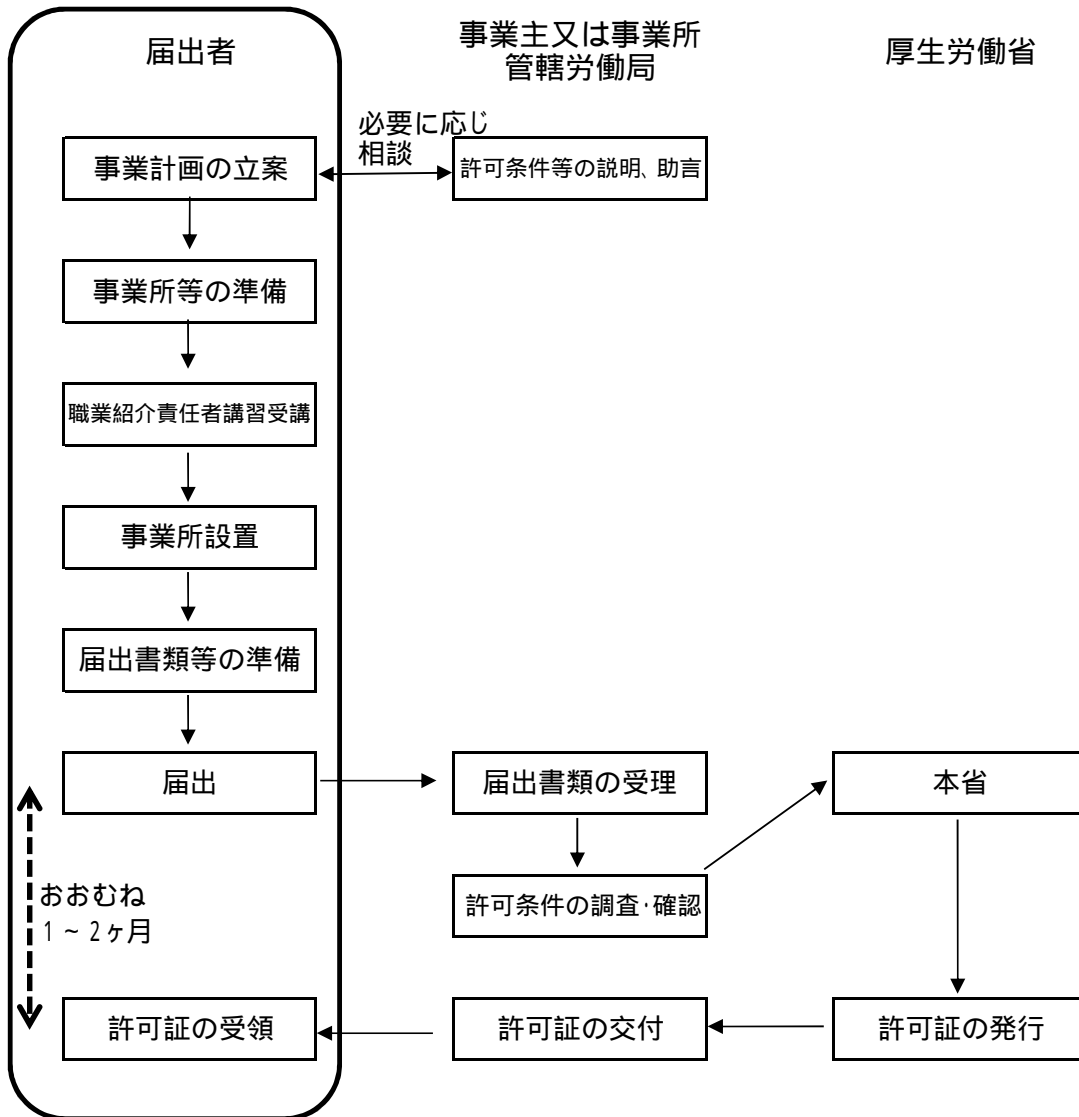 届出者
事業主又は事業所
管轄労働局
厚生労働省
必要に応じ
相談
事業計画の立案
許可条件等の説明、助言
事業所等の準備
職業紹介責任者講習受講
事業所設置
届出書類等の準備
届出
届出書類の受理
本省
おおむね
1～2ヶ月
許可条件の調査・確認
許可証の受領
許可証の交付
許可証の発行